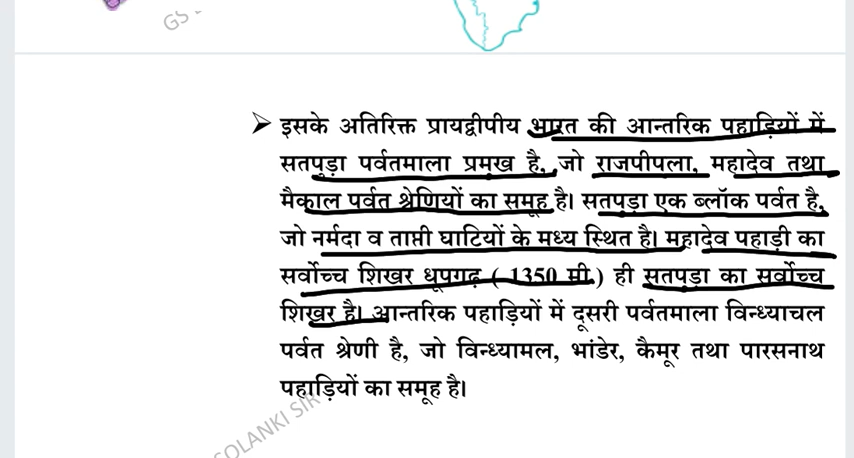 GS
➢ इसके अतिरिक्त प्रायद्वीपीय भारत की आन्तरिक पहाड़ियों में
सतपुड़ा पर्वतमाला प्रमुख है, जो राजपीपला, महादेव तथा
मैकाल पर्वत श्रेणियों का समूह है। सतपुड़ा एक ब्लॉक पर्वत है,
जो नर्मदा व ताप्ती घाटियों के मध्य स्थित है। महादेव पहाड़ी का
सर्वोच्च शिखर धूपगढ़ ( 1350 मी.) ही सतपुड़ा का सर्वोच्च
शिखर है। आन्तरिक पहाड़ियों में दूसरी पर्वतमाला विन्ध्याचल
पर्वत श्रेणी है, जो विन्ध्यामल, भांडेर, कैमूर तथा पारसनाथ
पहाड़ियों का समूह है।
SOLANKI SIR